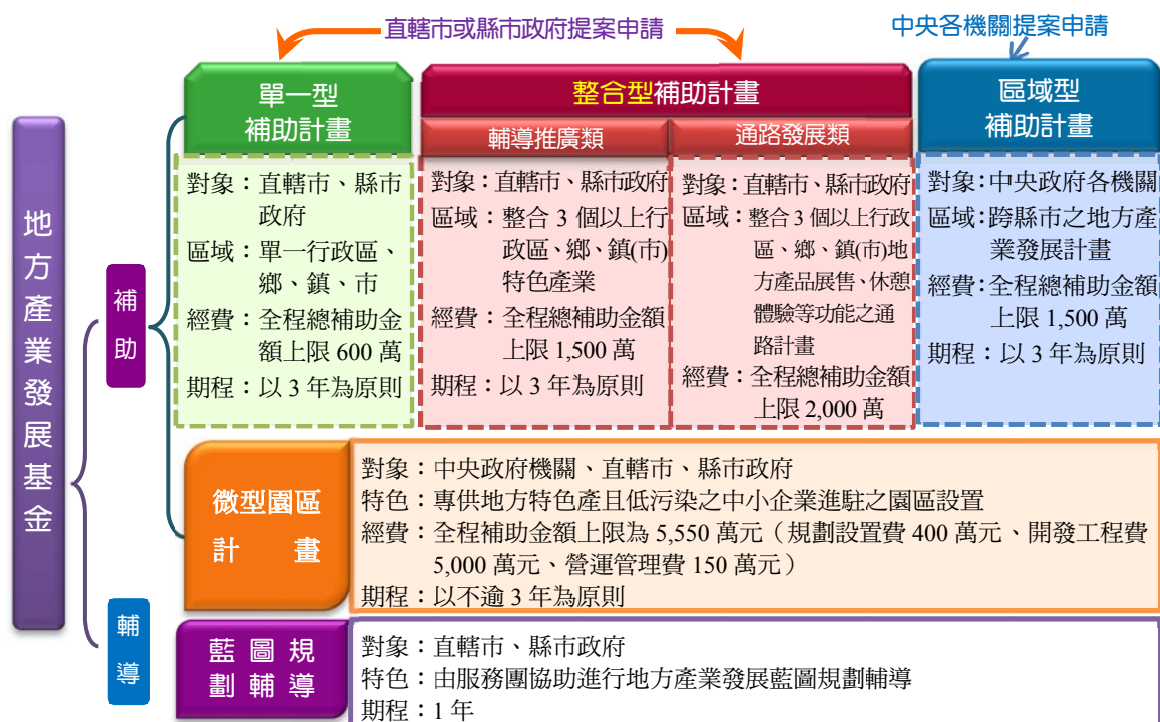 直轄市或縣市政府提案申請
中央各機關提案申請
地方產業發展基金
補助
單一型
補助計畫
對象：直轄市、縣市
政府
區域：單一行政區、
鄉、鎮、市
經費：全程總補助金
額上限 600 萬
期程：以 3 年為原則
整合型補助計畫
輔導推廣類
對象：直轄市、縣市政府
區域：整合 3 個以上行
政區、鄉、鎮(市)
特色產業
經費：全程總補助金額
上限 1,500 萬
期程：以 3 年為原則
通路發展類
對象：直轄市、縣市政府
區域：整合 3 個以上行政
區、鄉、鎮(市)地
方產品展售、休憩
體驗等功能之通
路計畫
經費：全程總補助金額
上限 2,000 萬
區域型
補助計畫
對象：中央政府各機關
區域：跨縣市之地方產
業發展計畫
經費：全程總補助金額
上限 1,500 萬
期程：以 3 年為原則
微型園區
計 畫
對象：中央政府機關、直轄市、縣市政府
特色：專供地方特色產且低污染之中小企業進駐之園區設置
經費：全程補助金額上限為 5,550 萬元（規劃設置費 400 萬元、開發工程費
5,000 萬元、營運管理費 150 萬元）
期程：以不逾 3 年為原則
輔導
藍 圖 規
劃 輔 導
對象：直轄市、縣市政府
特色：由服務團協助進行地方產業發展藍圖規劃輔導
期程：1 年